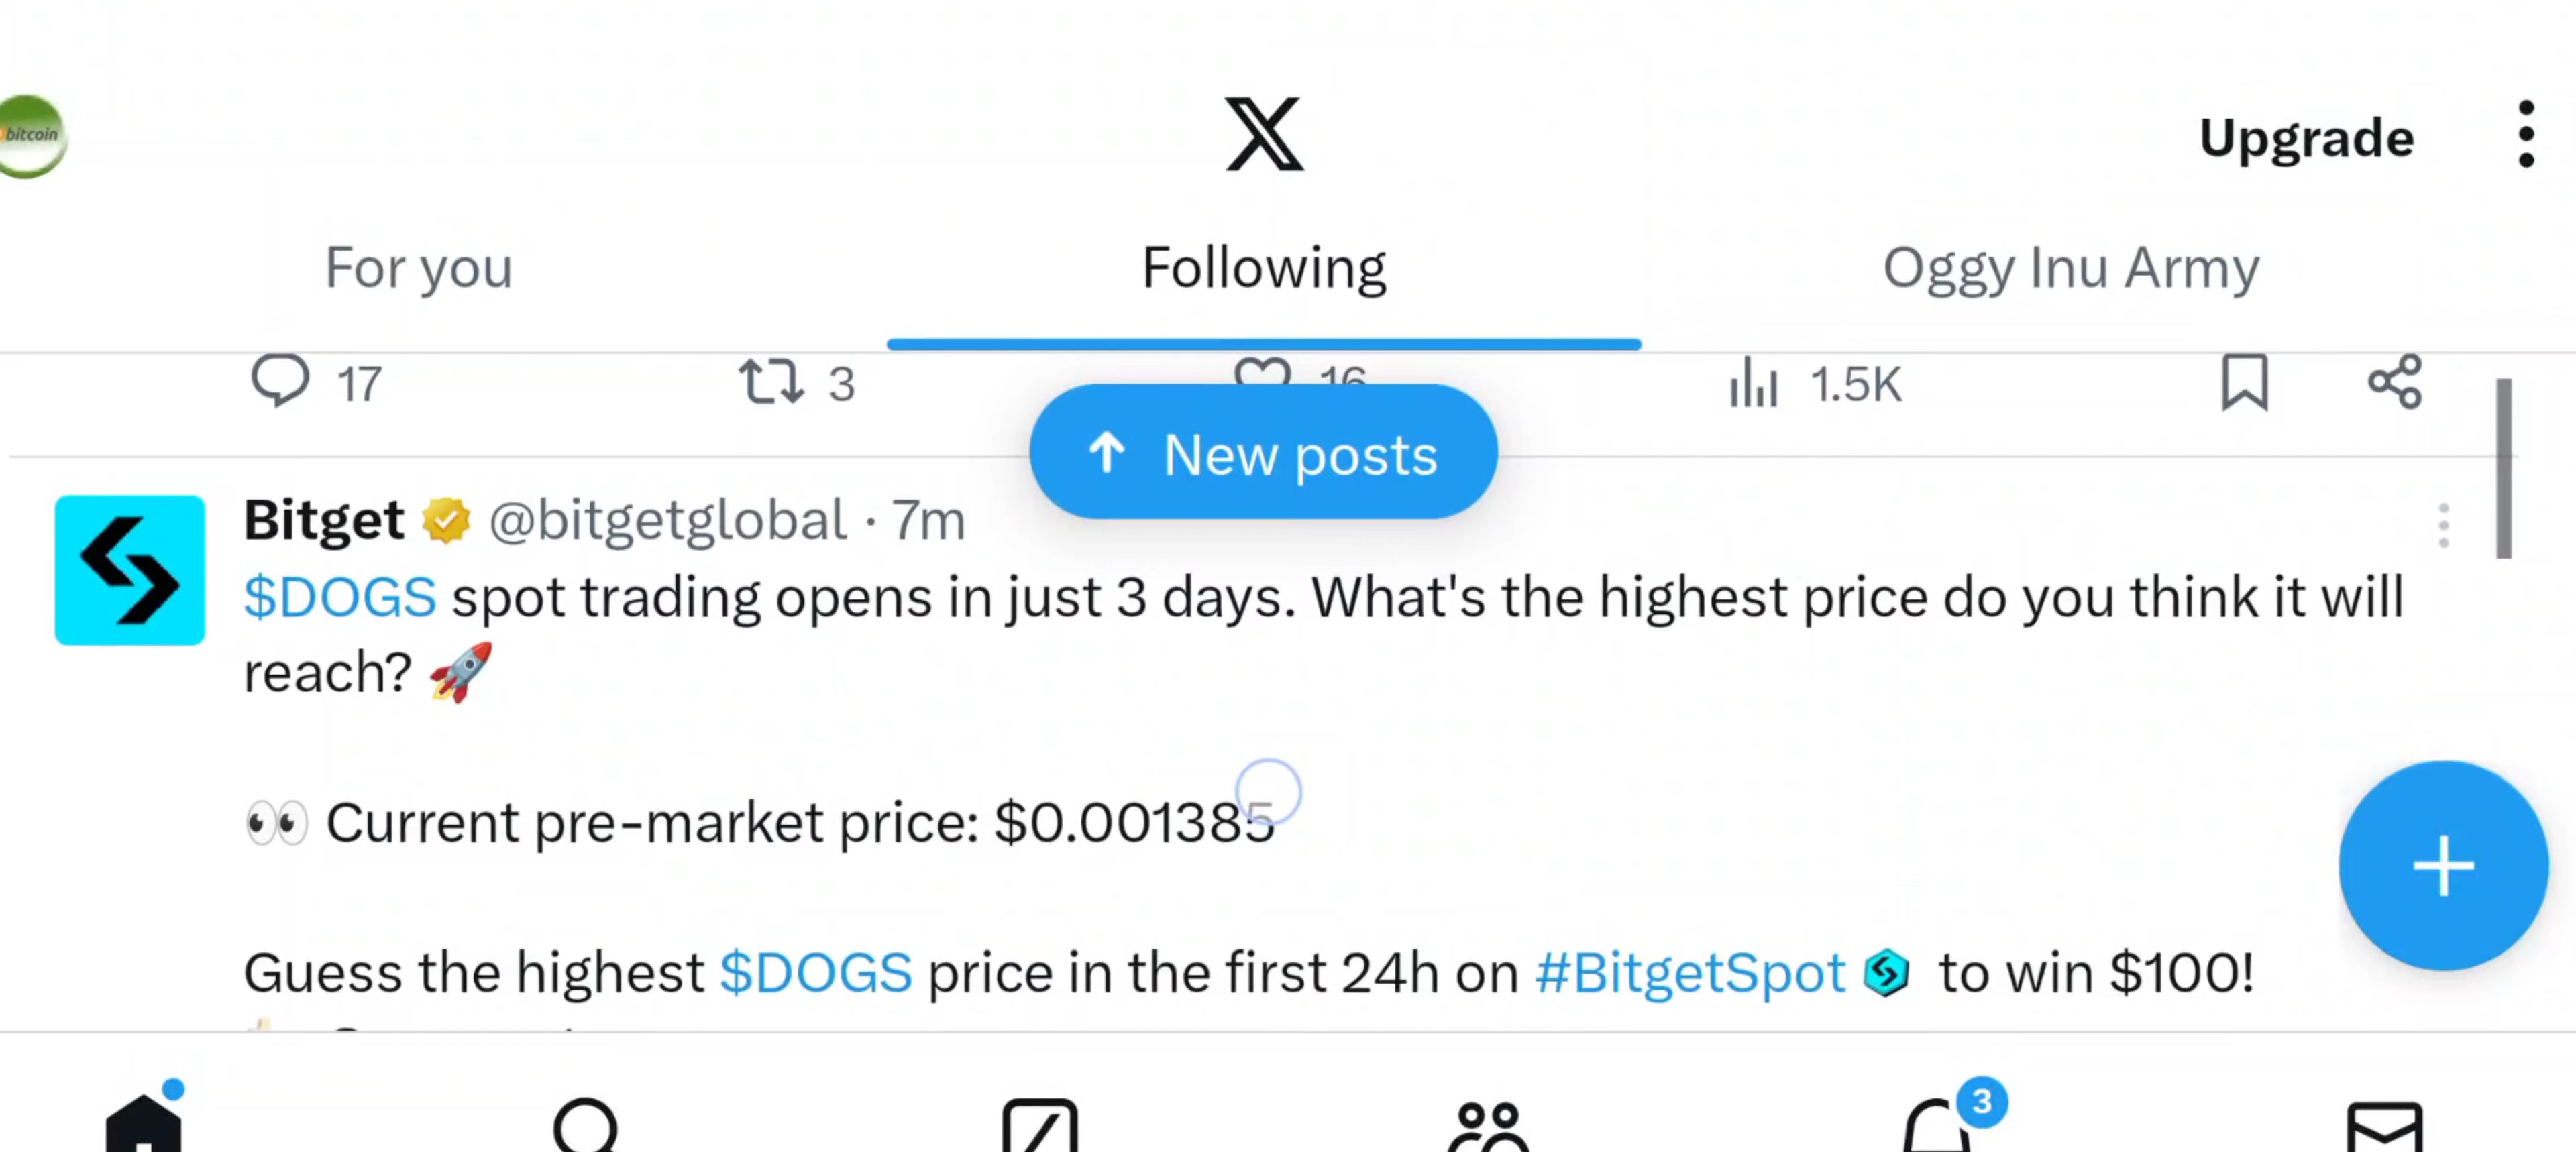 bitcoin
Upgrade
For you Following Oggy Inu Army
17 3 16 1.5K
New posts
Bitget @bitgetglobal · 7m
$DOGS spot trading opens in just 3 days. What's the highest price do you think it will
reach? 🚀
👀 Current pre-market price: $0.001385
Guess the highest $DOGS price in the first 24h on #BitgetSpot to win $100!
3